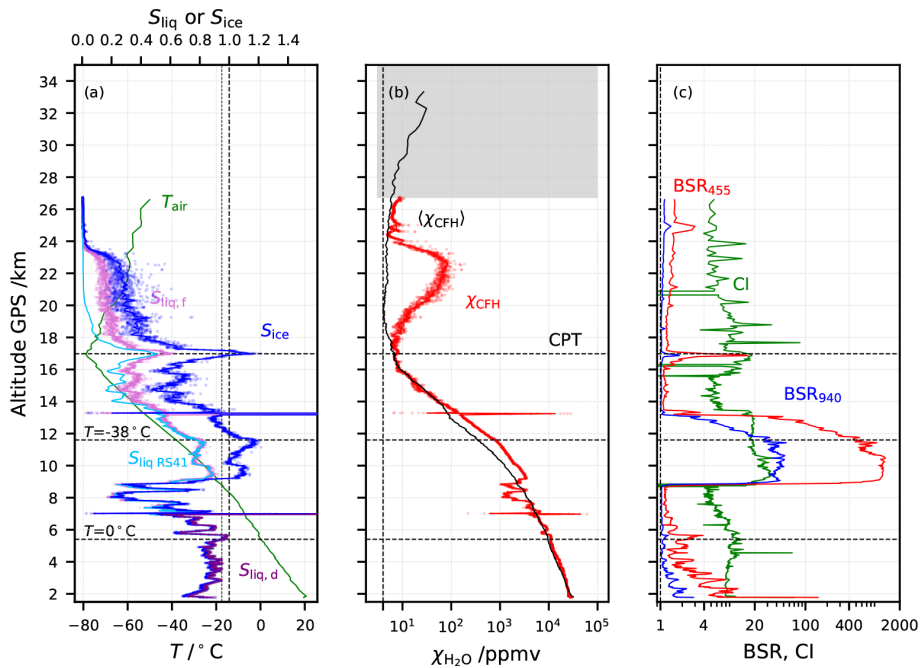 S_liq or S_ice
0.0 0.2 0.4 0.6 0.8 1.0 1.2 1.5
(a)
T_air
S_liq,f
S_ice
T=-38°C
S_liq RS41
T=0°C
S_liq,d
Altitude GPS /km
34
32
30
28
26
24
22
20
18
16
14
12
10
8
6
4
2
−80 −60 −40 −20 0 20
T /°C
(b)
⟨χ_CFH⟩
χ_CFH
CPT
10^1 10^2 10^3 10^4 10^5
χ_H2O /ppmv
(c)
BSR_455
CI
BSR_940
1 4 20 100 400 2000
BSR, CI